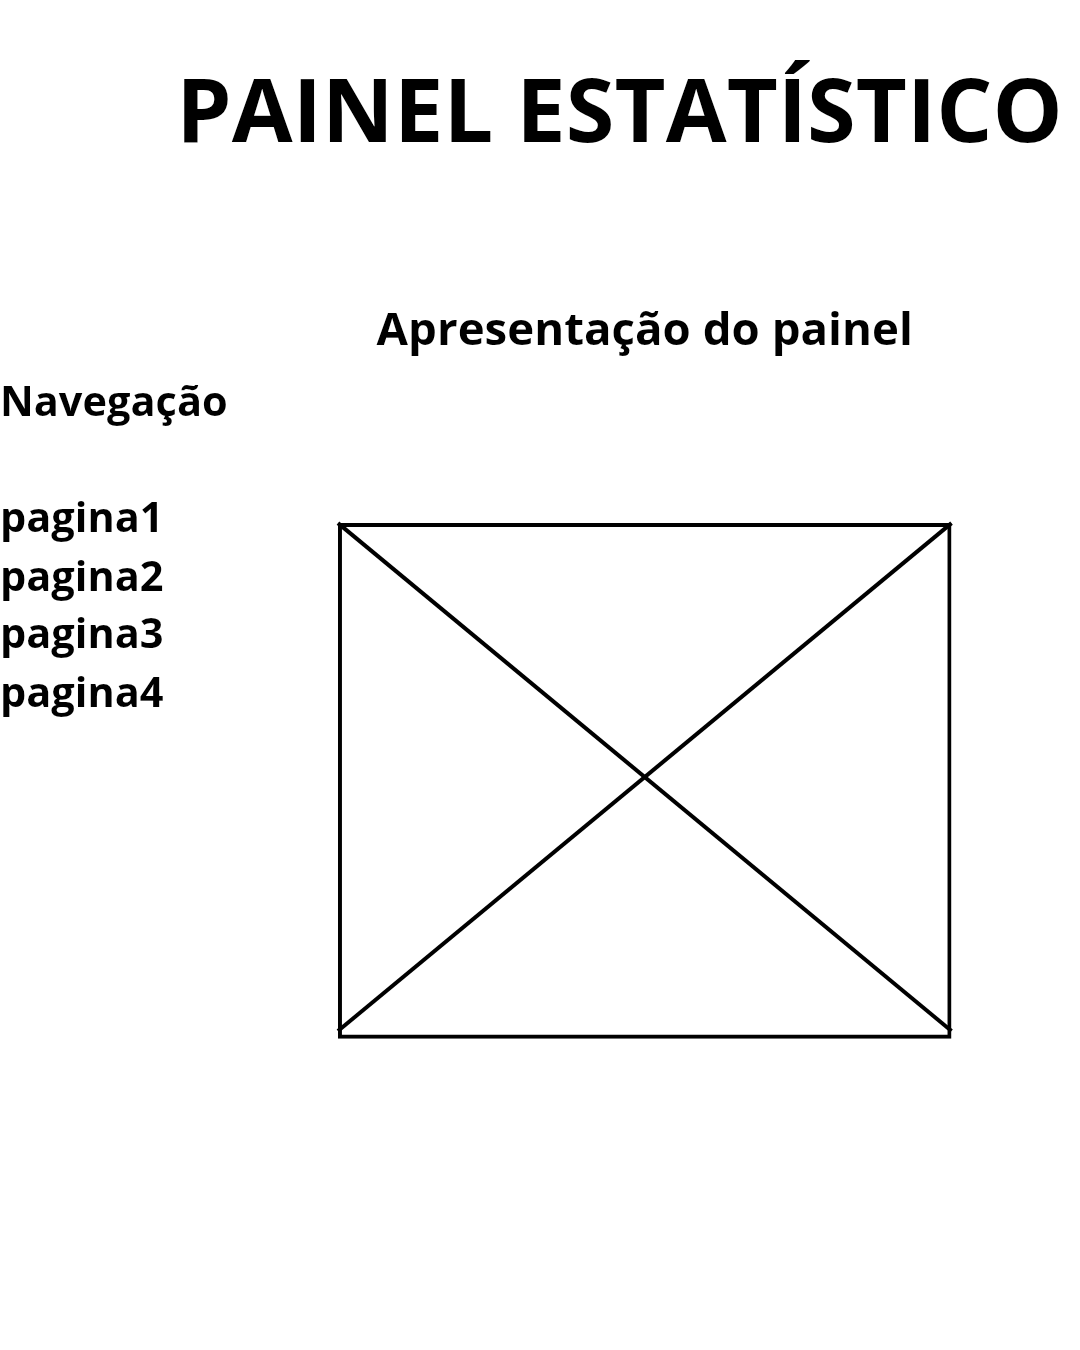 PAINEL ESTATÍSTICO
Apresentação do painel
Navegação
pagina1
pagina2
pagina3
pagina4